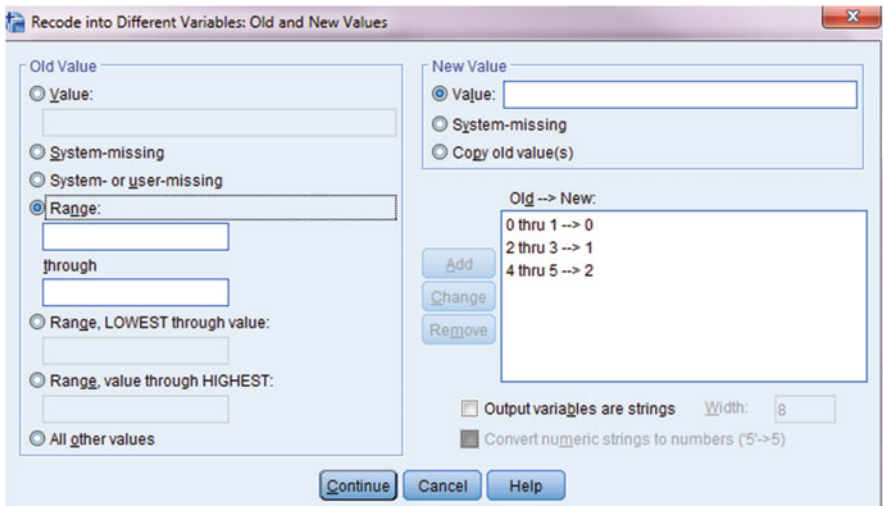 Recode into Different Variables: Old and New Values
Old Value
Value:
System-missing
System- or user-missing
Range:
through
Range, LOWEST through value:
Range, value through HIGHEST:
All other values
New Value
Value:
System-missing
Copy old value(s)
Old --> New:
0 thru 1 --> 0
2 thru 3 --> 1
4 thru 5 --> 2
Add
Change
Remove
Output variables are strings Width: 8
Convert numeric strings to numbers ('5'->5)
Continue Cancel Help